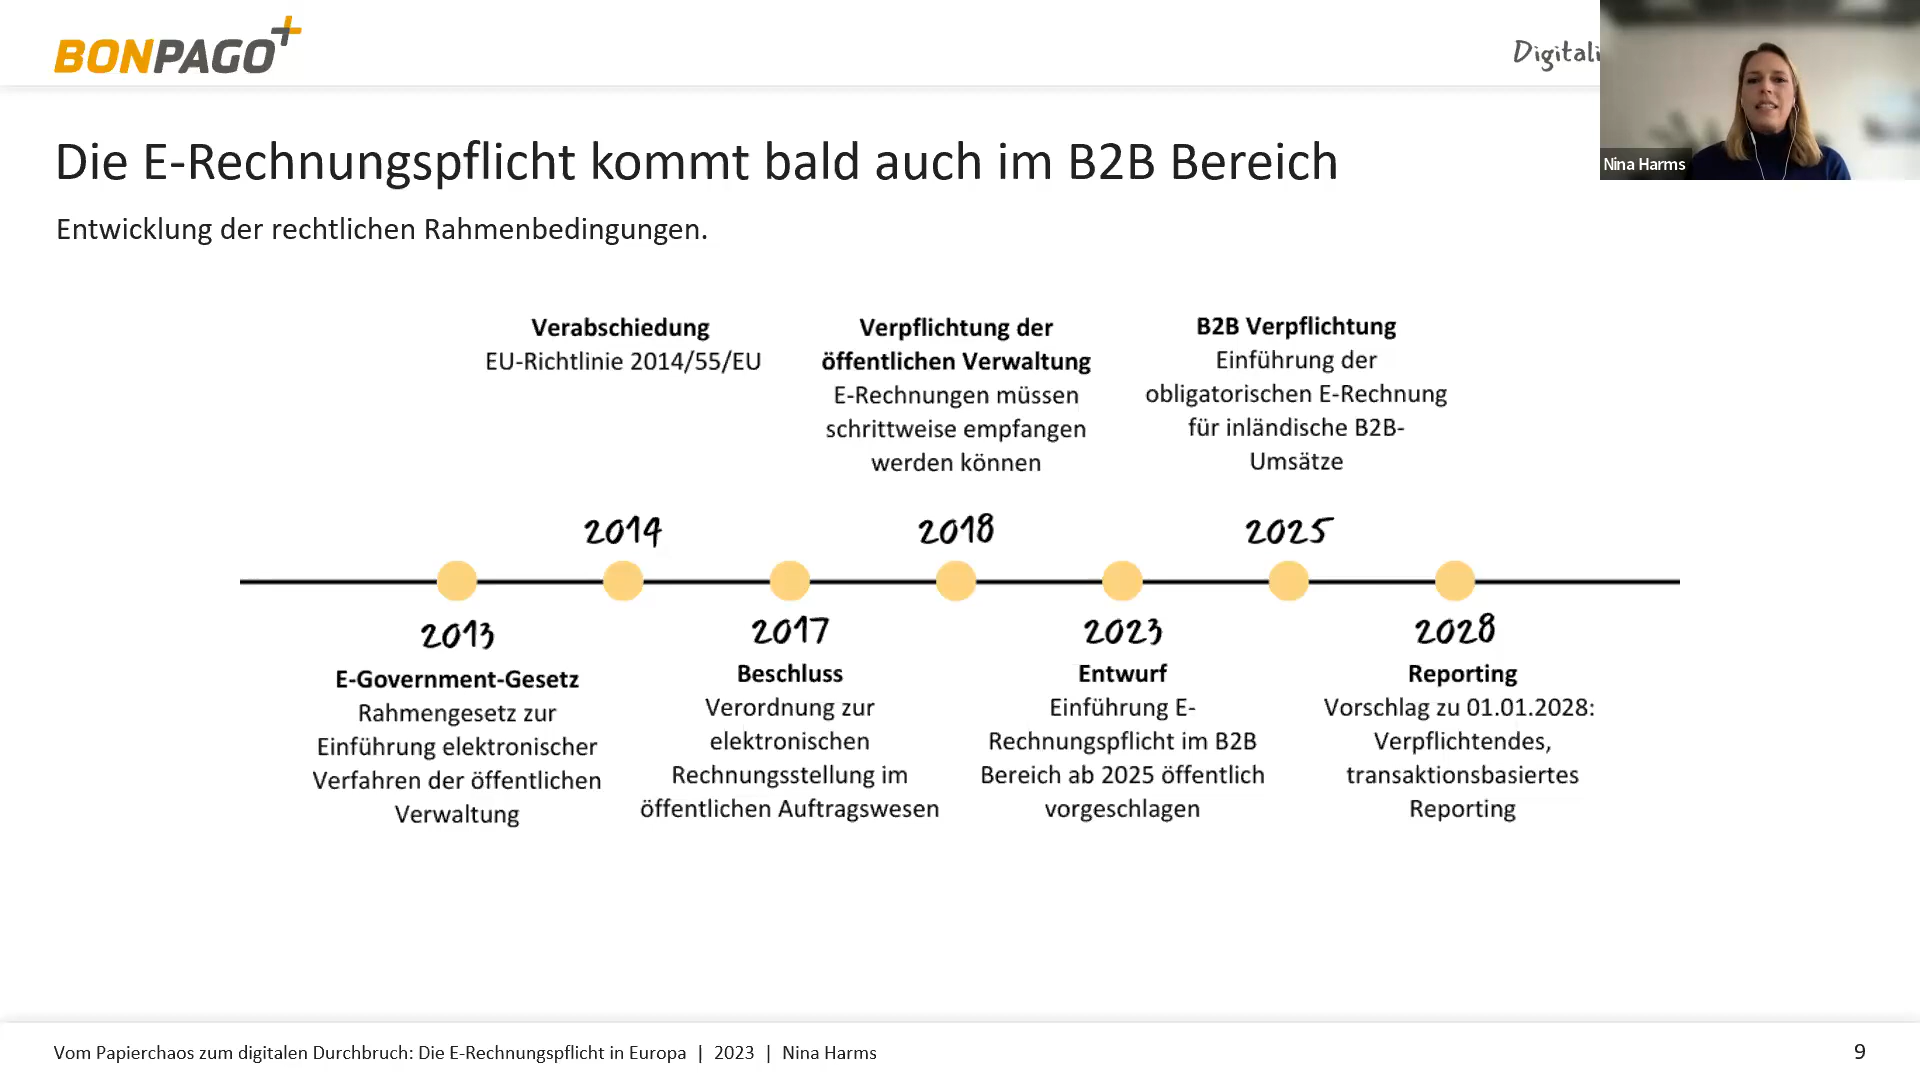 BONPAGO
Digitali
Nina Harms
Die E-Rechnungspflicht kommt bald auch im B2B Bereich
Entwicklung der rechtlichen Rahmenbedingungen.
Verabschiedung
EU-Richtlinie 2014/55/EU
Verpflichtung der
öffentlichen Verwaltung
E-Rechnungen müssen
schrittweise empfangen
werden können
B2B Verpflichtung
Einführung der
obligatorischen E-Rechnung
für inländische B2B-
Umsätze
2014
2018
2025
2013
E-Government-Gesetz
Rahmengesetz zur
Einführung elektronischer
Verfahren der öffentlichen
Verwaltung
2017
Beschluss
Verordnung zur
elektronischen
Rechnungsstellung im
öffentlichen Auftragswesen
2023
Entwurf
Einführung E-
Rechnungspflicht im B2B
Bereich ab 2025 öffentlich
vorgeschlagen
2028
Reporting
Vorschlag zu 01.01.2028:
Verpflichtendes,
transaktionsbasiertes
Reporting
Vom Papierchaos zum digitalen Durchbruch: Die E-Rechnungspflicht in Europa | 2023 | Nina Harms
9